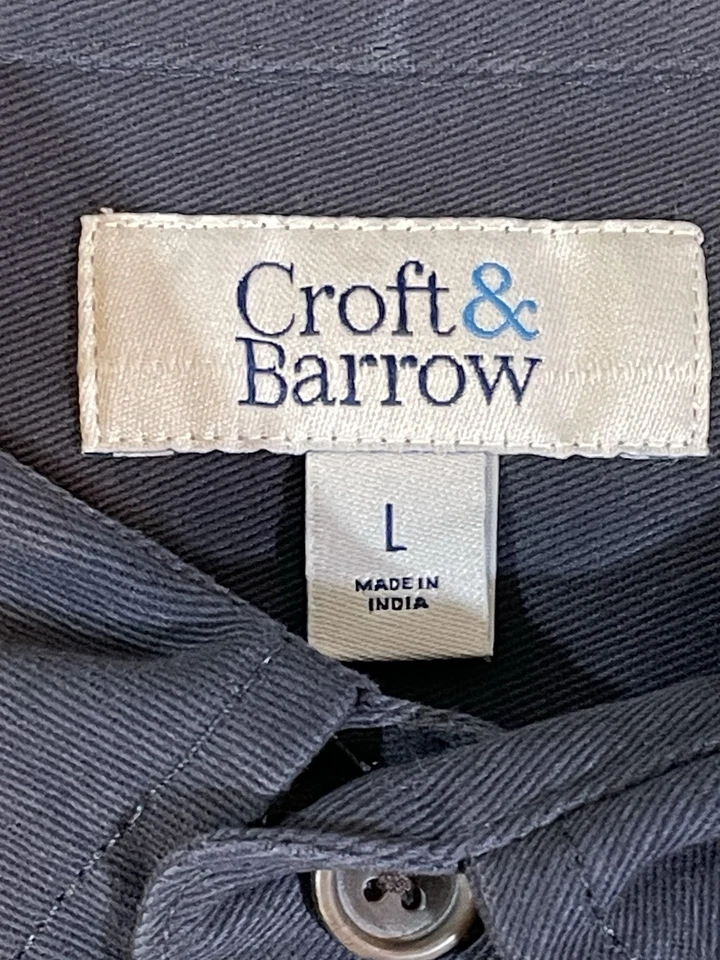 Croft &
Barrow
L
MADE IN
INDIA